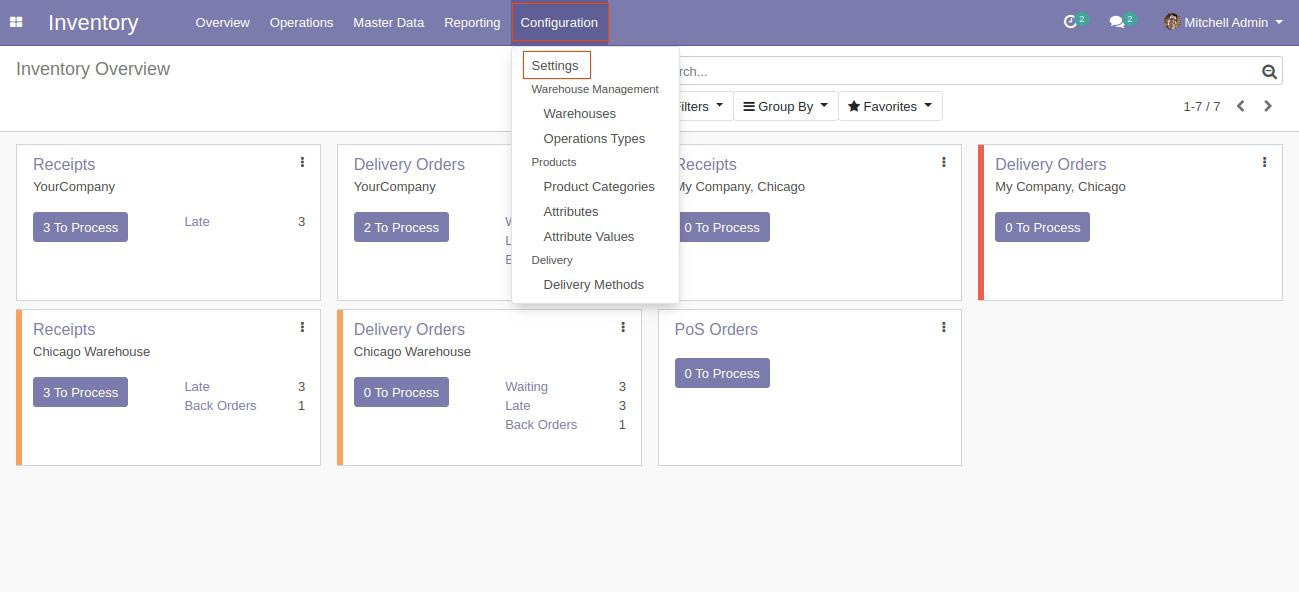 Inventory Overview Operations Master Data Reporting Configuration 2 2 Mitchell Admin
Inventory Overview
Settings
Warehouse Management
Warehouses
Operations Types
Products
Product Categories
Attributes
Attribute Values
Delivery
Delivery Methods
Group By Favorites 1-7 / 7
Receipts
YourCompany
3 To Process Late 3
Delivery Orders
YourCompany
2 To Process
Receipts
My Company, Chicago
0 To Process
Delivery Orders
My Company, Chicago
0 To Process
Receipts
Chicago Warehouse
3 To Process Late 3
Back Orders 1
Delivery Orders
Chicago Warehouse
0 To Process Waiting 3
Late 3
Back Orders 1
PoS Orders
0 To Process